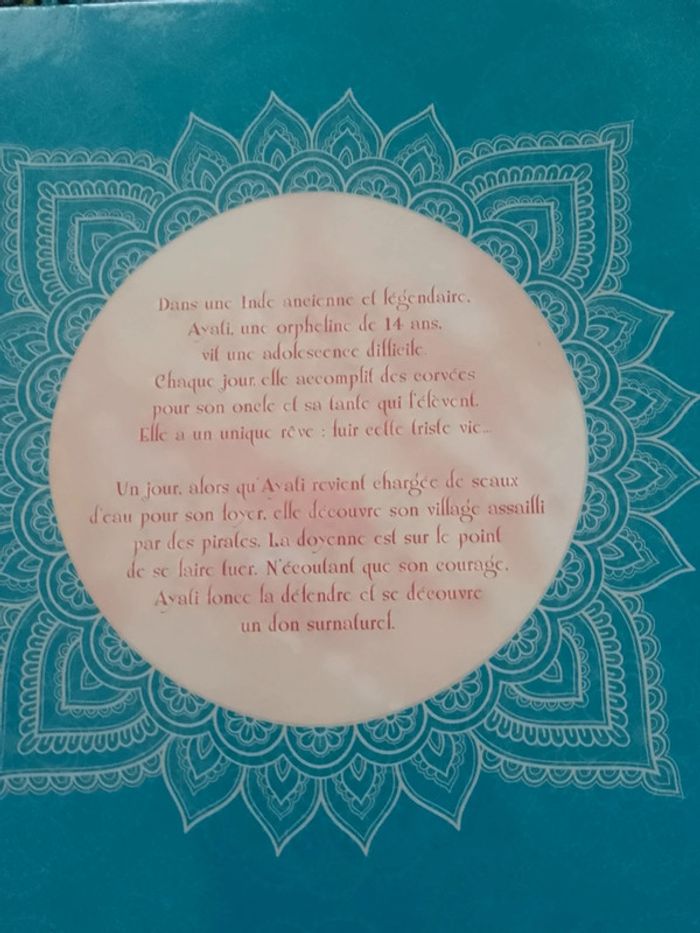 Dans une Inde ancienne et légendaire,
Ayati, une orpheline de 14 ans,
vit une adolescence difficile.
Chaque jour, elle accomplit des corvées
pour son oncle et sa tante qui l'élèvent.
Elle a un unique rêve : fuir cette triste vie...
Un jour, alors qu'Ayati revient chargée de seaux
d'eau pour son foyer, elle découvre son village assailli
par des pirates. La doyenne est sur le point
de se faire tuer. N'écoutant que son courage,
Ayati fonce la défendre et se découvre
un don surnaturel.